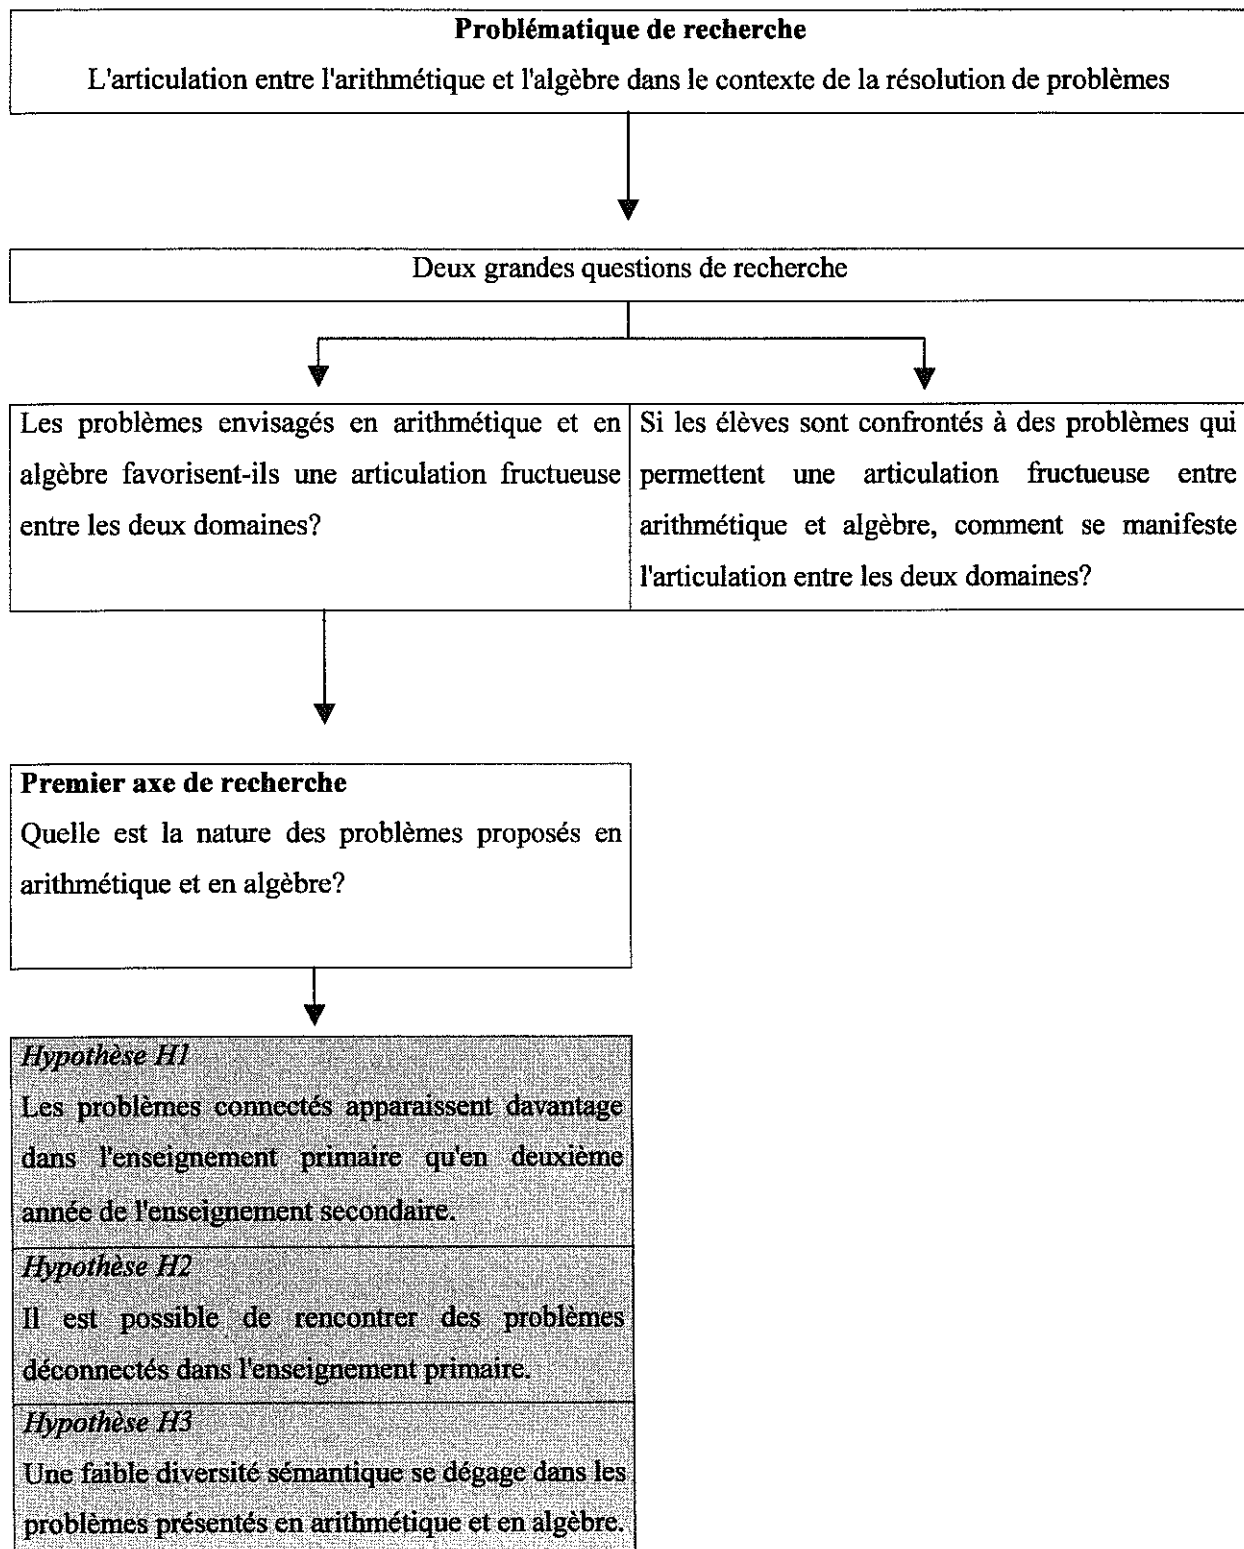 Problématique de recherche
L'articulation entre l'arithmétique et l'algèbre dans le contexte de la résolution de problèmes
Deux grandes questions de recherche
Les problèmes envisagés en arithmétique et en
algèbre favorisent-ils une articulation fructueuse
entre les deux domaines?
Si les élèves sont confrontés à des problèmes qui
permettent une articulation fructueuse entre
arithmétique et algèbre, comment se manifeste
l'articulation entre les deux domaines?
Premier axe de recherche
Quelle est la nature des problèmes proposés en
arithmétique et en algèbre?
Hypothèse H1
Les problèmes connectés apparaissent davantage
dans l'enseignement primaire qu'en deuxième
année de l'enseignement secondaire.
Hypothèse H2
Il est possible de rencontrer des problèmes
déconnectés dans l'enseignement primaire.
Hypothèse H3
Une faible diversité sémantique se dégage dans les
problèmes présentés en arithmétique et en algèbre.